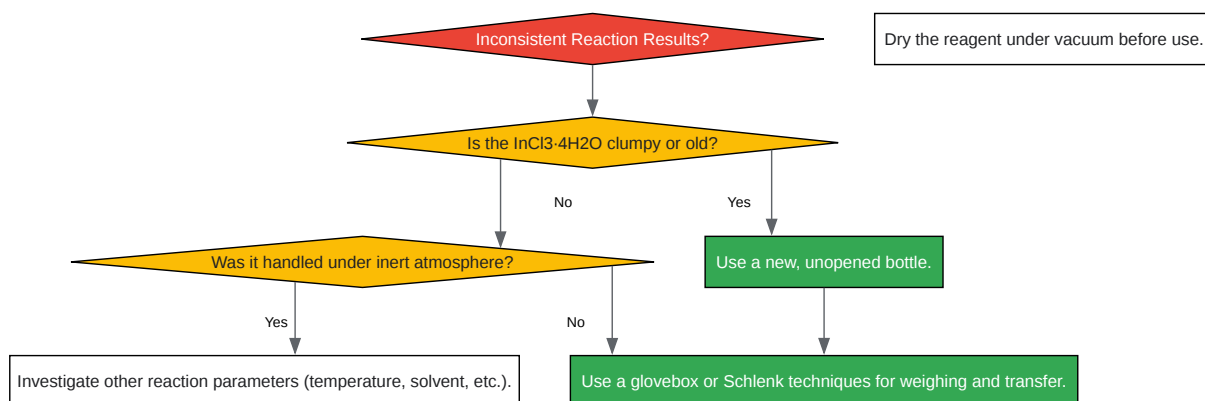 Inconsistent Reaction Results?
Dry the reagent under vacuum before use.
Is the InCl3·4H2O clumpy or old?
No
Yes
Was it handled under inert atmosphere?
Use a new, unopened bottle.
Yes
No
Investigate other reaction parameters (temperature, solvent, etc.).
Use a glovebox or Schlenk techniques for weighing and transfer.